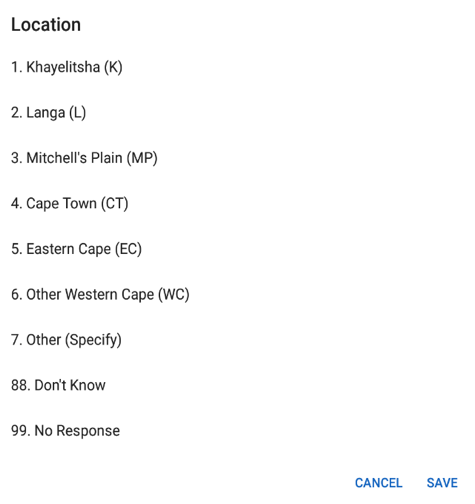 Location
1. Khayelitsha (K)
2. Langa (L)
3. Mitchell's Plain (MP)
4. Cape Town (CT)
5. Eastern Cape (EC)
6. Other Western Cape (WC)
7. Other (Specify)
88. Don't Know
99. No Response
CANCEL SAVE